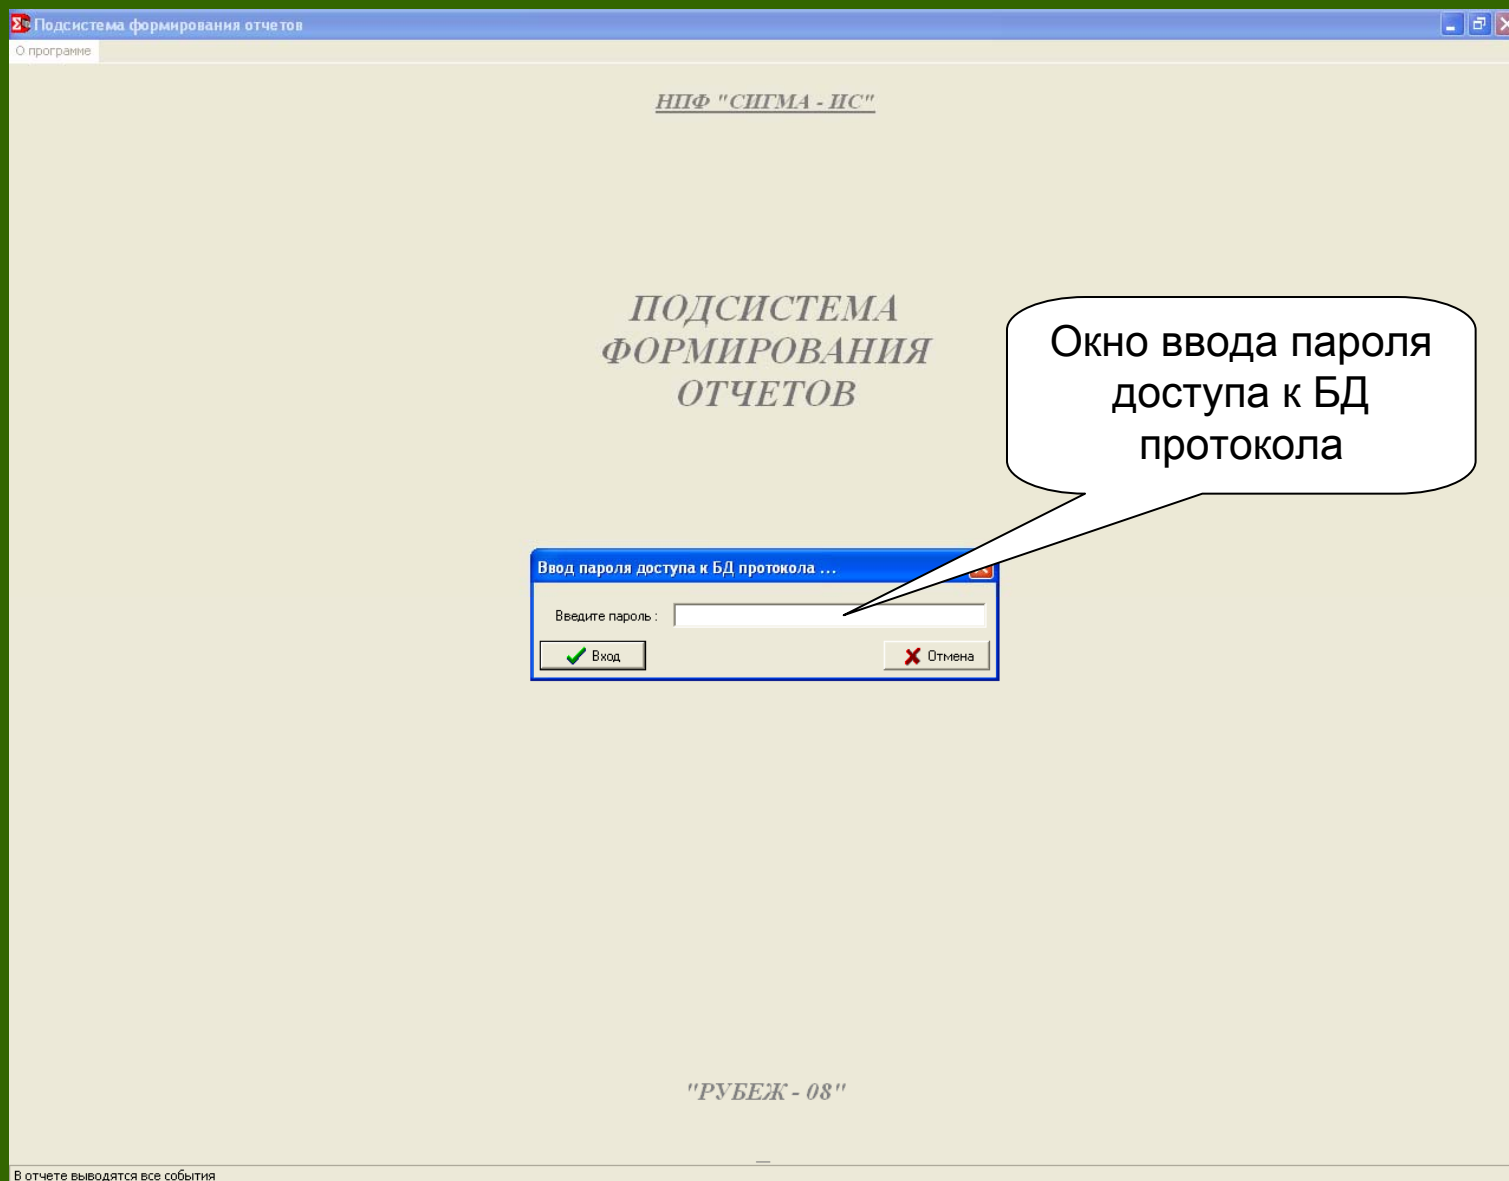 Подсистема формирования отчетов
О программе
НПФ "СИГМА - ИС"
ПОДСИСТЕМА
ФОРМИРОВАНИЯ
ОТЧЕТОВ
Окно ввода пароля
доступа к БД
протокола
Ввод пароля доступа к БД протокола ...
Введите пароль :
Вход
Отмена
"РУБЕЖ - 08"
В отчете выводятся все события